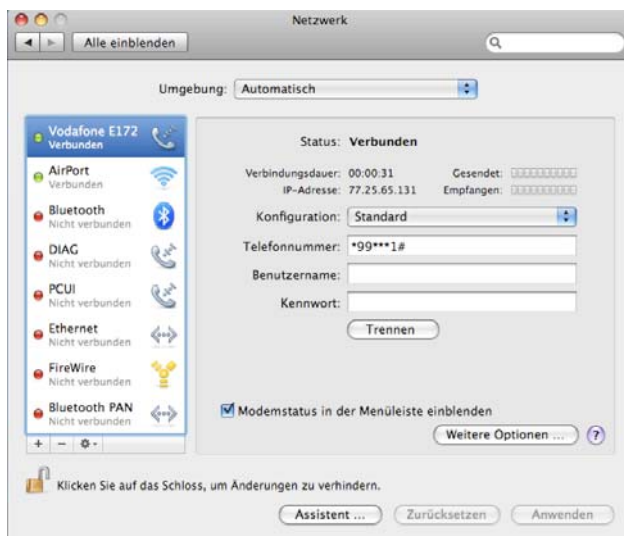 Netzwerk
Alle einblenden
Umgebung: Automatisch
Vodafone E172
Verbunden
AirPort
Verbunden
Bluetooth
Nicht verbunden
DIAG
Nicht verbunden
PCUI
Nicht verbunden
Ethernet
Nicht verbunden
FireWire
Nicht verbunden
Bluetooth PAN
Nicht verbunden
Status: Verbunden
Verbindungsdauer: 00:00:31 Gesendet:
IP-Adresse: 77.25.65.131 Empfangen:
Konfiguration: Standard
Telefonnummer: *99***1#
Benutzername:
Kennwort:
Trennen
Modemstatus in der Menüleiste einblenden
Weitere Optionen ... ?
Klicken Sie auf das Schloss, um Änderungen zu verhindern.
Assistent ... Zurücksetzen Anwenden